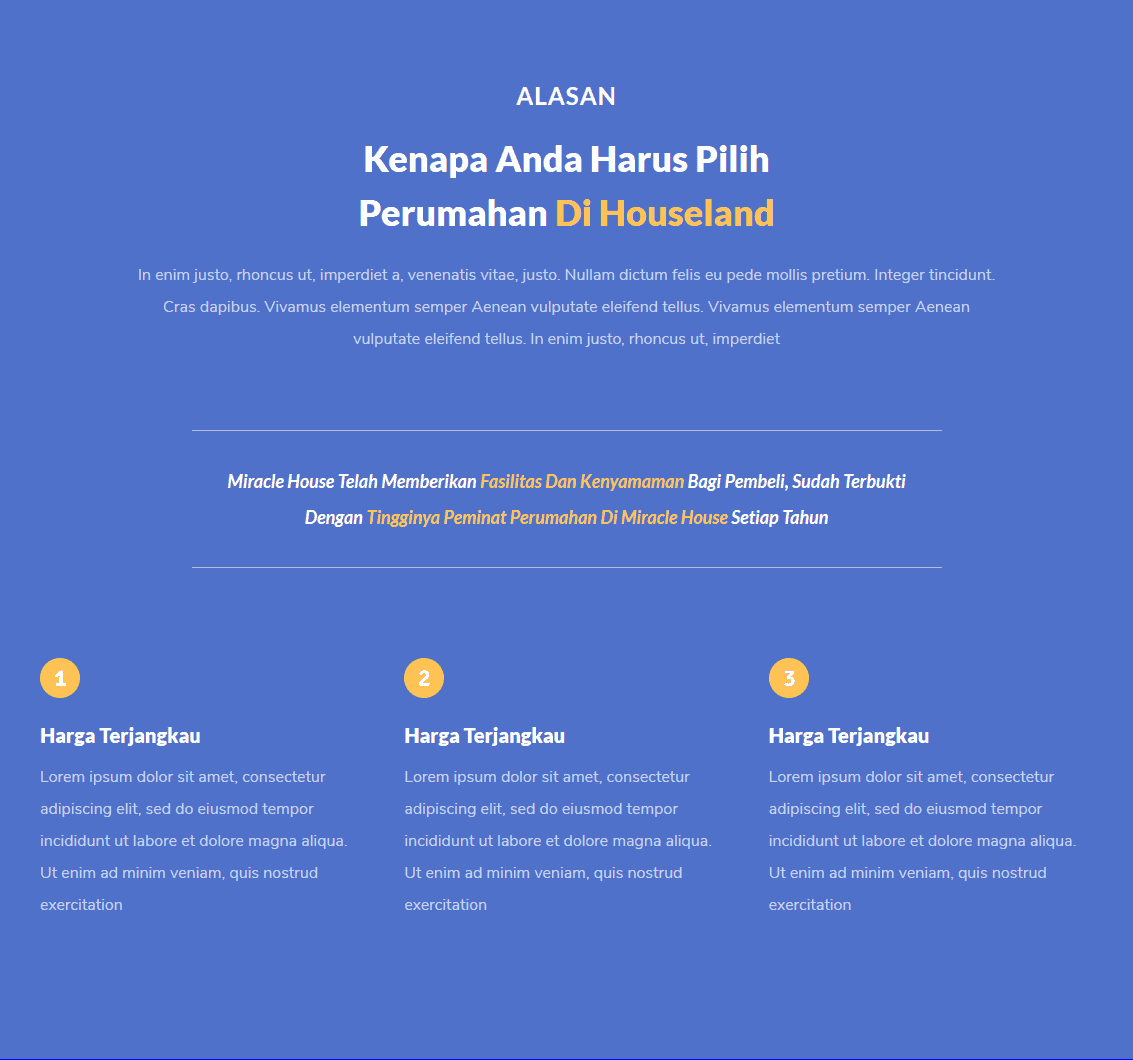 ALASAN
Kenapa Anda Harus Pilih
Perumahan Di Houseland
In enim justo, rhoncus ut, imperdiet a, venenatis vitae, justo. Nullam dictum felis eu pede mollis pretium. Integer tincidunt.
Cras dapibus. Vivamus elementum semper Aenean vulputate eleifend tellus. Vivamus elementum semper Aenean
vulputate eleifend tellus. In enim justo, rhoncus ut, imperdiet
Miracle House Telah Memberikan Fasilitas Dan Kenyamaman Bagi Pembeli, Sudah Terbukti
Dengan Tingginya Peminat Perumahan Di Miracle House Setiap Tahun
1
Harga Terjangkau
Lorem ipsum dolor sit amet, consectetur
adipiscing elit, sed do eiusmod tempor
incididunt ut labore et dolore magna aliqua.
Ut enim ad minim veniam, quis nostrud
exercitation
2
Harga Terjangkau
Lorem ipsum dolor sit amet, consectetur
adipiscing elit, sed do eiusmod tempor
incididunt ut labore et dolore magna aliqua.
Ut enim ad minim veniam, quis nostrud
exercitation
3
Harga Terjangkau
Lorem ipsum dolor sit amet, consectetur
adipiscing elit, sed do eiusmod tempor
incididunt ut labore et dolore magna aliqua.
Ut enim ad minim veniam, quis nostrud
exercitation